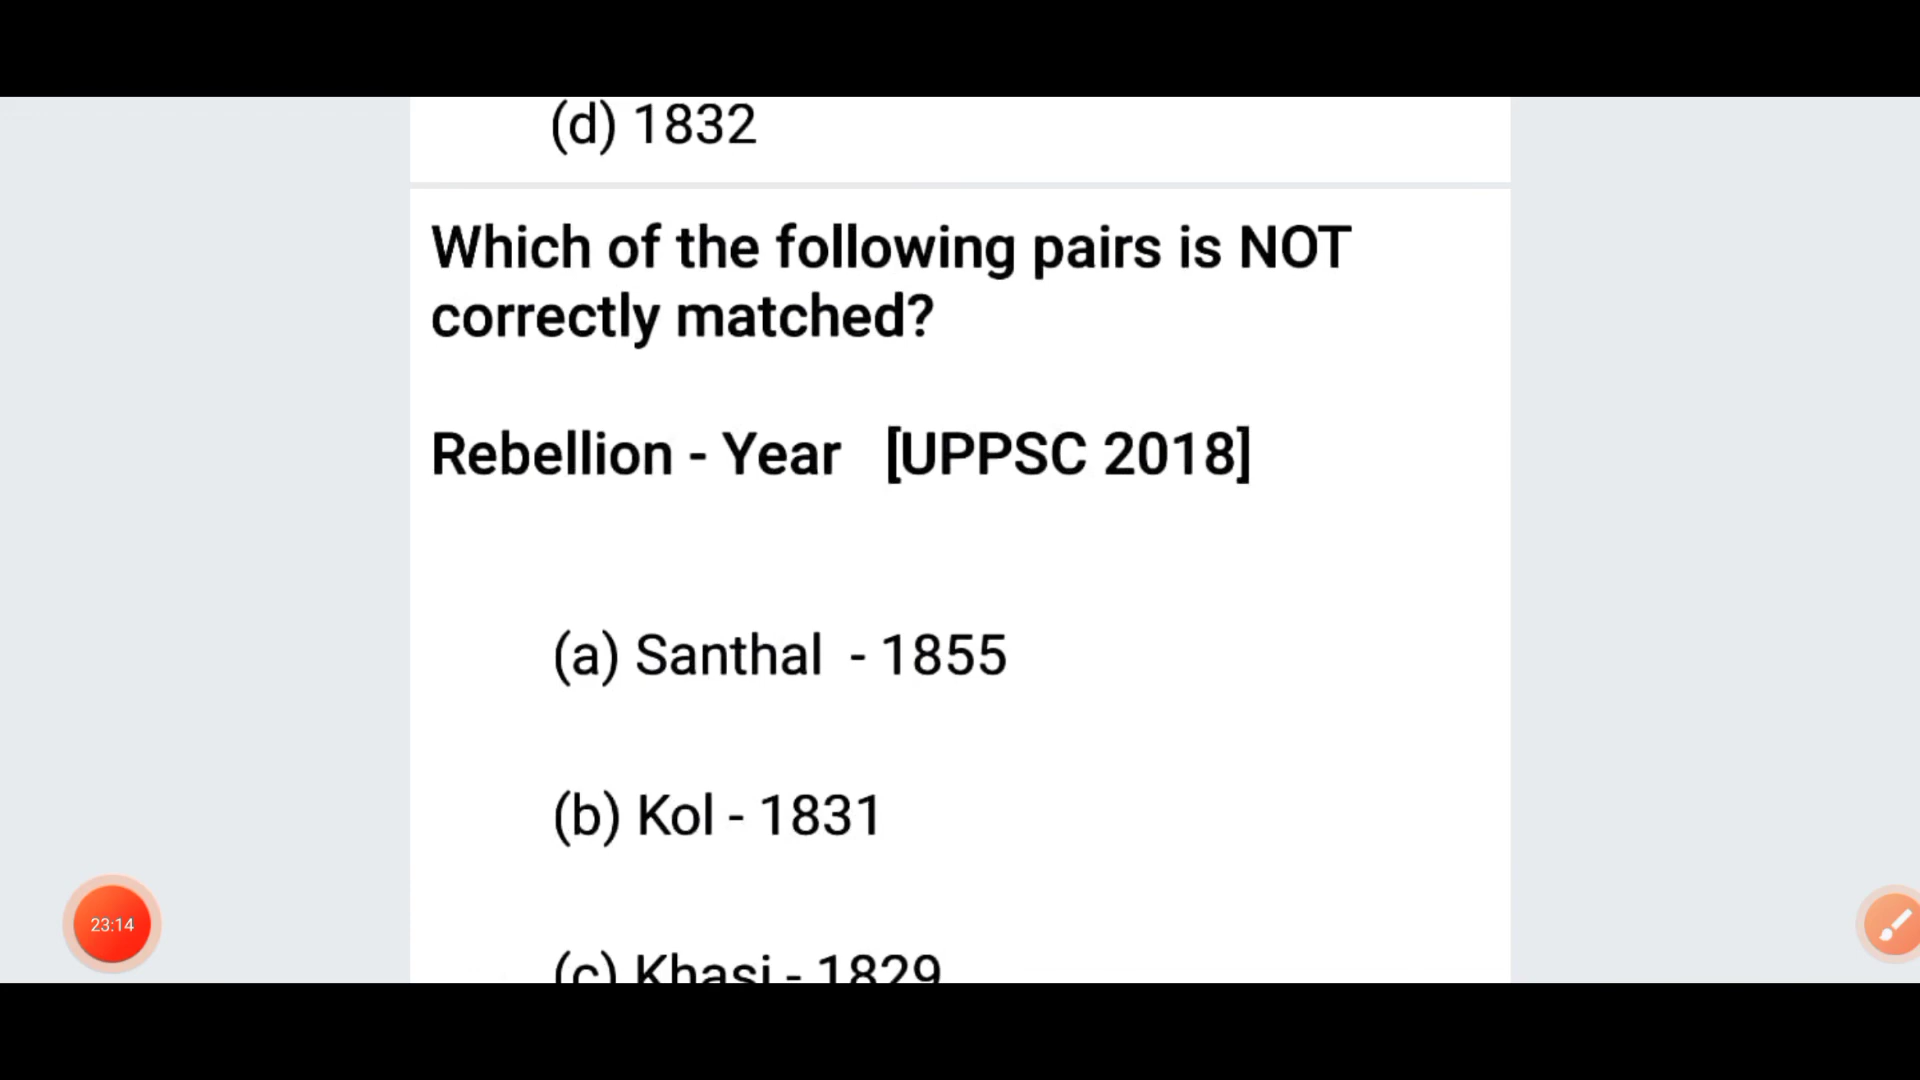 (d) 1832
Which of the following pairs is NOT
correctly matched?
Rebellion - Year [UPPSC 2018]
(a) Santhal - 1855
(b) Kol - 1831
(c) Khasi - 1829
23:14